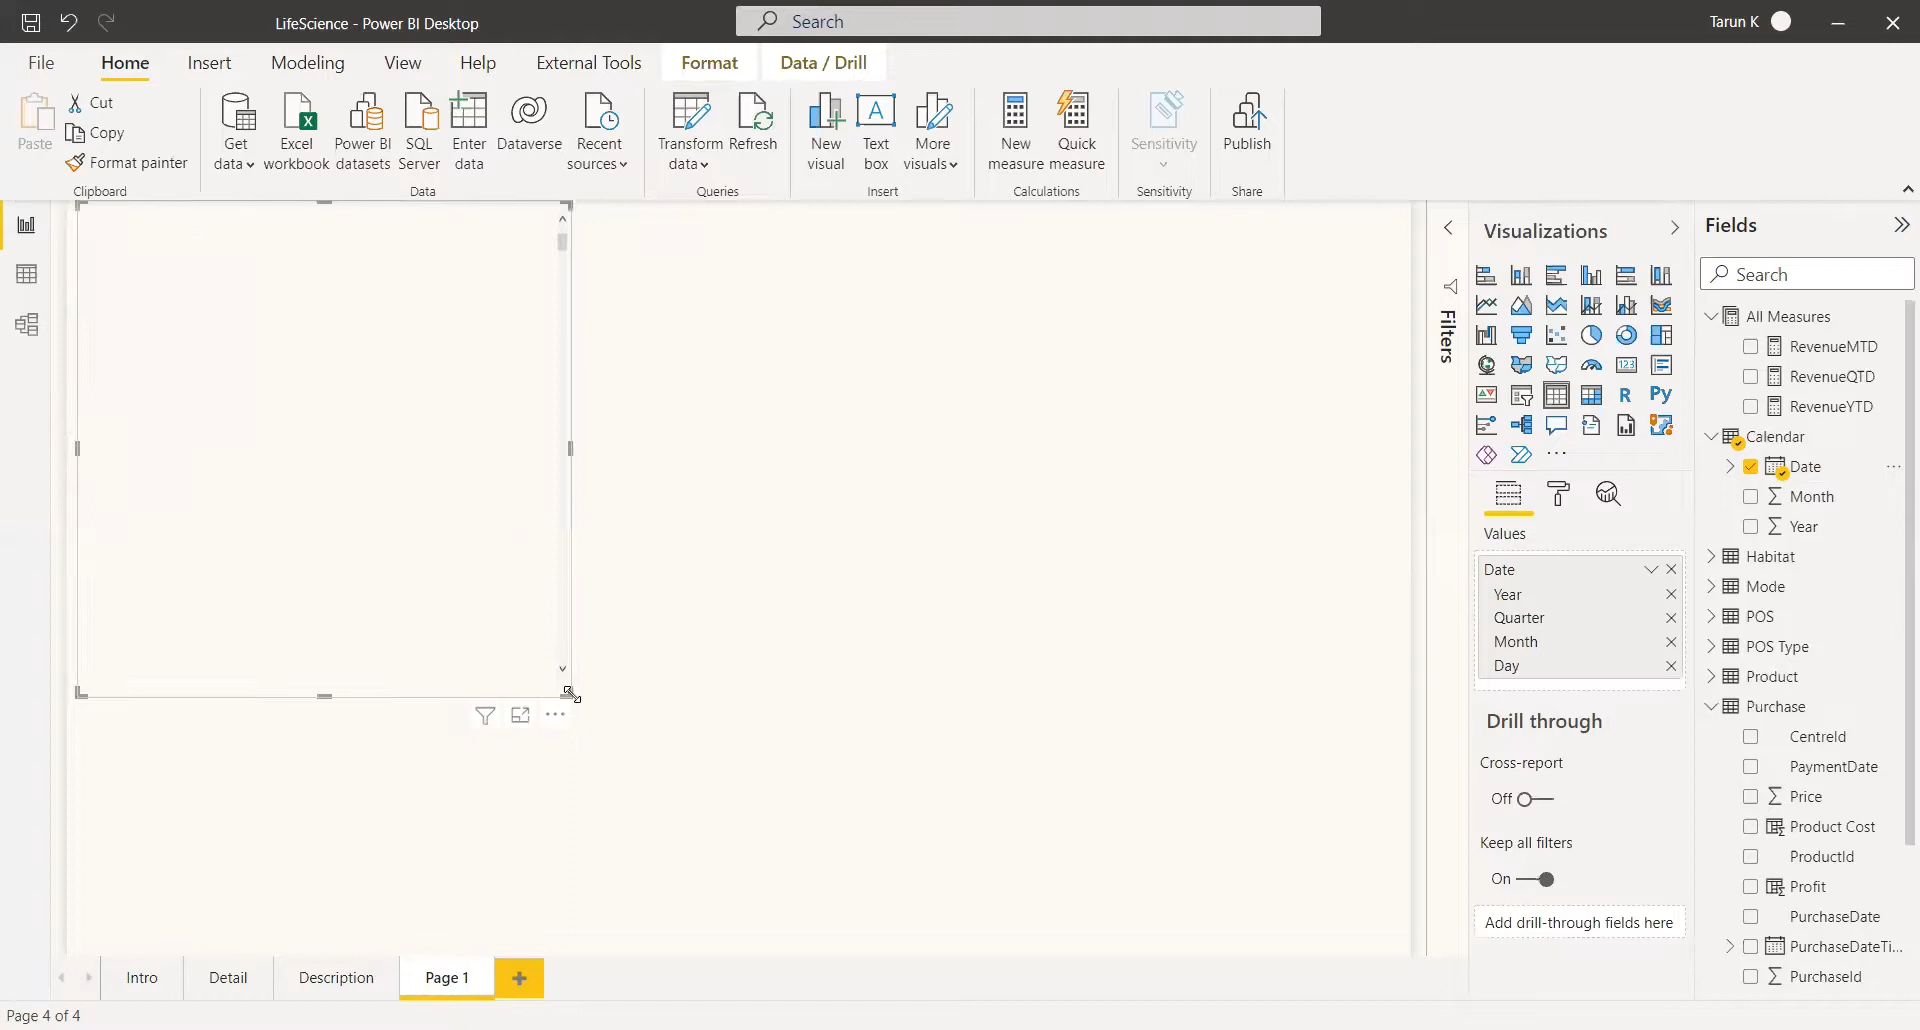 LifeScience - Power BI Desktop
Search
Tarun K
File
Home
Insert
Modeling
View
Help
External Tools
Format
Data / Drill
Paste
Cut
Copy
Format painter
Clipboard
Get
data
Excel
workbook
Power BI
datasets
SQL
Server
Enter
data
Dataverse
Recent
sources
Data
Transform
data
Refresh
Queries
New
visual
Text
box
More
visuals
Insert
New
measure
Quick
measure
Calculations
Sensitivity
Sensitivity
Publish
Share
Filters
Visualizations
123
R
Py
Values
Date
Year
Quarter
Month
Day
Drill through
Cross-report
Off
Keep all filters
On
Add drill-through fields here
Fields
Search
All Measures
RevenueMTD
RevenueQTD
RevenueYTD
Calendar
Date
Month
Year
Habitat
Mode
POS
POS Type
Product
Purchase
CentreId
PaymentDate
Price
Product Cost
ProductId
Profit
PurchaseDate
PurchaseDateTi...
PurchaseId
Intro
Detail
Description
Page 1
Page 4 of 4